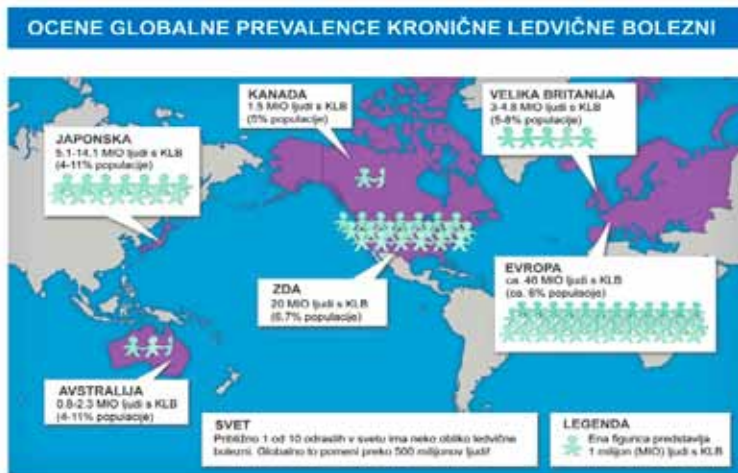 OCENE GLOBALNE PREVALENCE KRONIČNE LEDVIČNE BOLEZNI
KANADA
1.5 MIO ljudi s KLB
(5% populacije)
VELIKA BRITANIJA
3-4.8 MIO ljudi s KLB
(5-8% populacije)
JAPONSKA
5.1-14.1 MIO ljudi s KLB
(4-11% populacije)
ZDA
20 MIO ljudi s KLB
(6.7% populacije)
EVROPA
ca. 46 MIO ljudi s KLB
(ca. 6% populacije)
AVSTRALIJA
0.8-2.3 MIO ljudi s KLB
(4-11% populacije)
SVET
Približno 1 od 10 odraslih v svetu ima neko obliko ledvične
bolezni. Globalno to pomeni preko 500 milijonov ljudi!
LEGENDA
Ena figurica predstavlja
1 milijon (MIO) ljudi s KLB